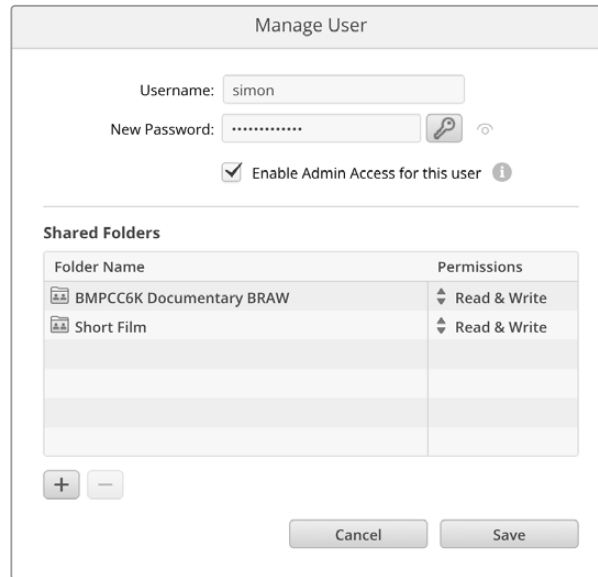 Manage User
Username: simon
New Password: •••••••••••••
Enable Admin Access for this user
Shared Folders
Folder Name Permissions
BMPCC6K Documentary BRAW Read & Write
Short Film Read & Write
Cancel Save